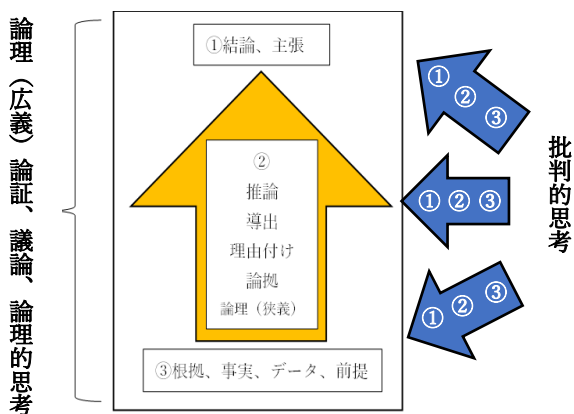 論理（広義）論証、議論、論理的思考
①結論、主張
②
推論
導出
理由付け
論拠
論理（狭義）
③根拠、事実、データ、前提
①②③
①②③
①②③
批判的思考